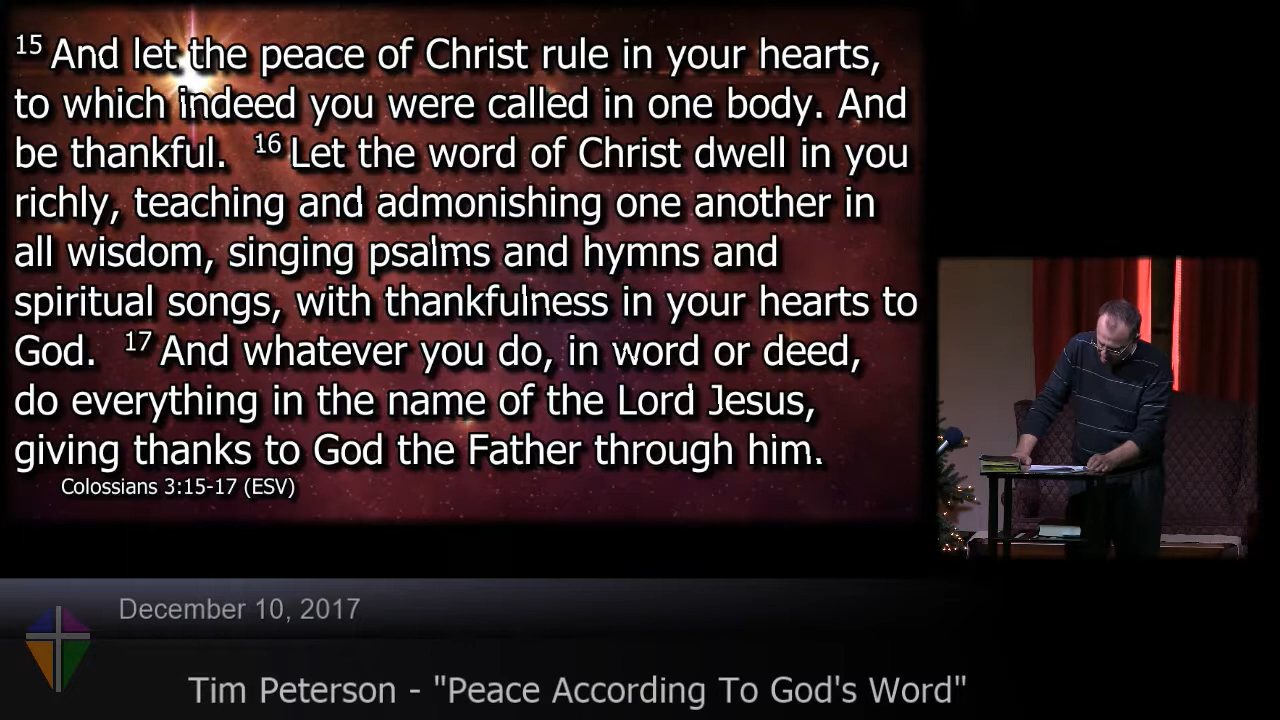 15 And let the peace of Christ rule in your hearts,
to which indeed you were called in one body. And
be thankful. 16 Let the word of Christ dwell in you
richly, teaching and admonishing one another in
all wisdom, singing psalms and hymns and
spiritual songs, with thankfulness in your hearts to
God. 17 And whatever you do, in word or deed,
do everything in the name of the Lord Jesus,
giving thanks to God the Father through him.
Colossians 3:15-17 (ESV)
December 10, 2017
Tim Peterson - "Peace According To God's Word"